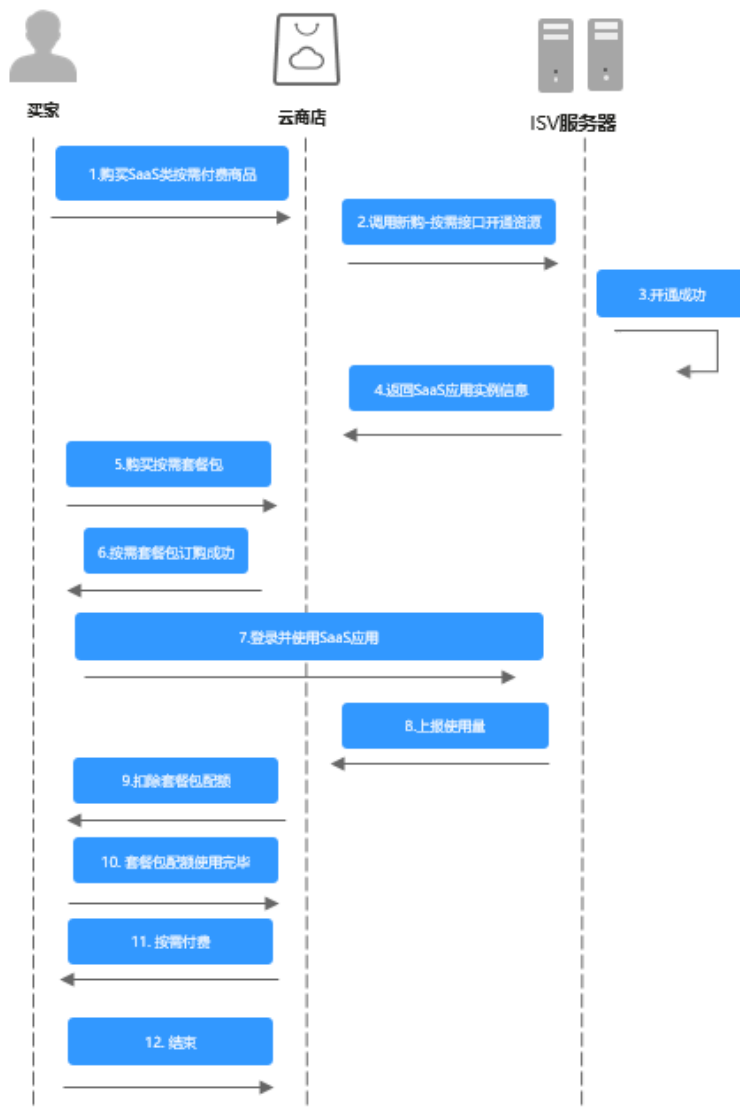 买家
云商店
ISV服务器
1.购买SaaS类按需付费商品
2.调用新购-按需接口开通资源
3.开通成功
4.返回SaaS应用实例信息
5.购买按需套餐包
6.按需套餐包订购成功
7.登录并使用SaaS应用
8.上报使用量
9.扣除套餐包配额
10. 套餐包配额使用完毕
11. 按需付费
12. 结束